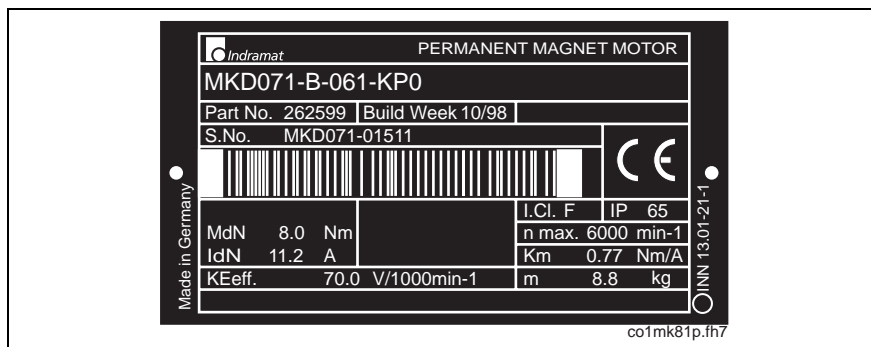 Indramat PERMANENT MAGNET MOTOR
MKD071-B-061-KP0
Part No. 262599 Build Week 10/98
S.No. MKD071-01511
CE
I.Cl. F IP 65
MdN 8.0 Nm n max. 6000 min-1
IdN 11.2 A Km 0.77 Nm/A
KEeff. 70.0 V/1000min-1 m 8.8 kg
Made in Germany
INN 13.01-21-1
co1mk81p.fh7